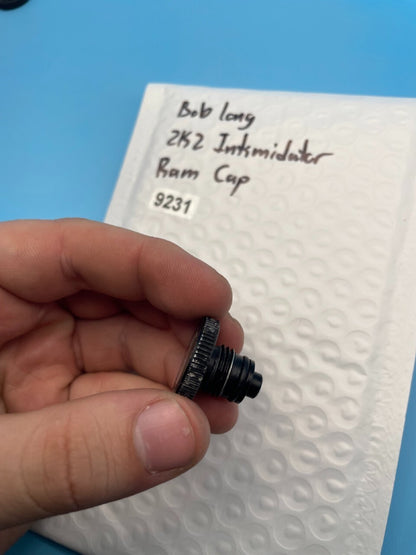 Bob long
2K2 Intimidator
Ram Cap
9231